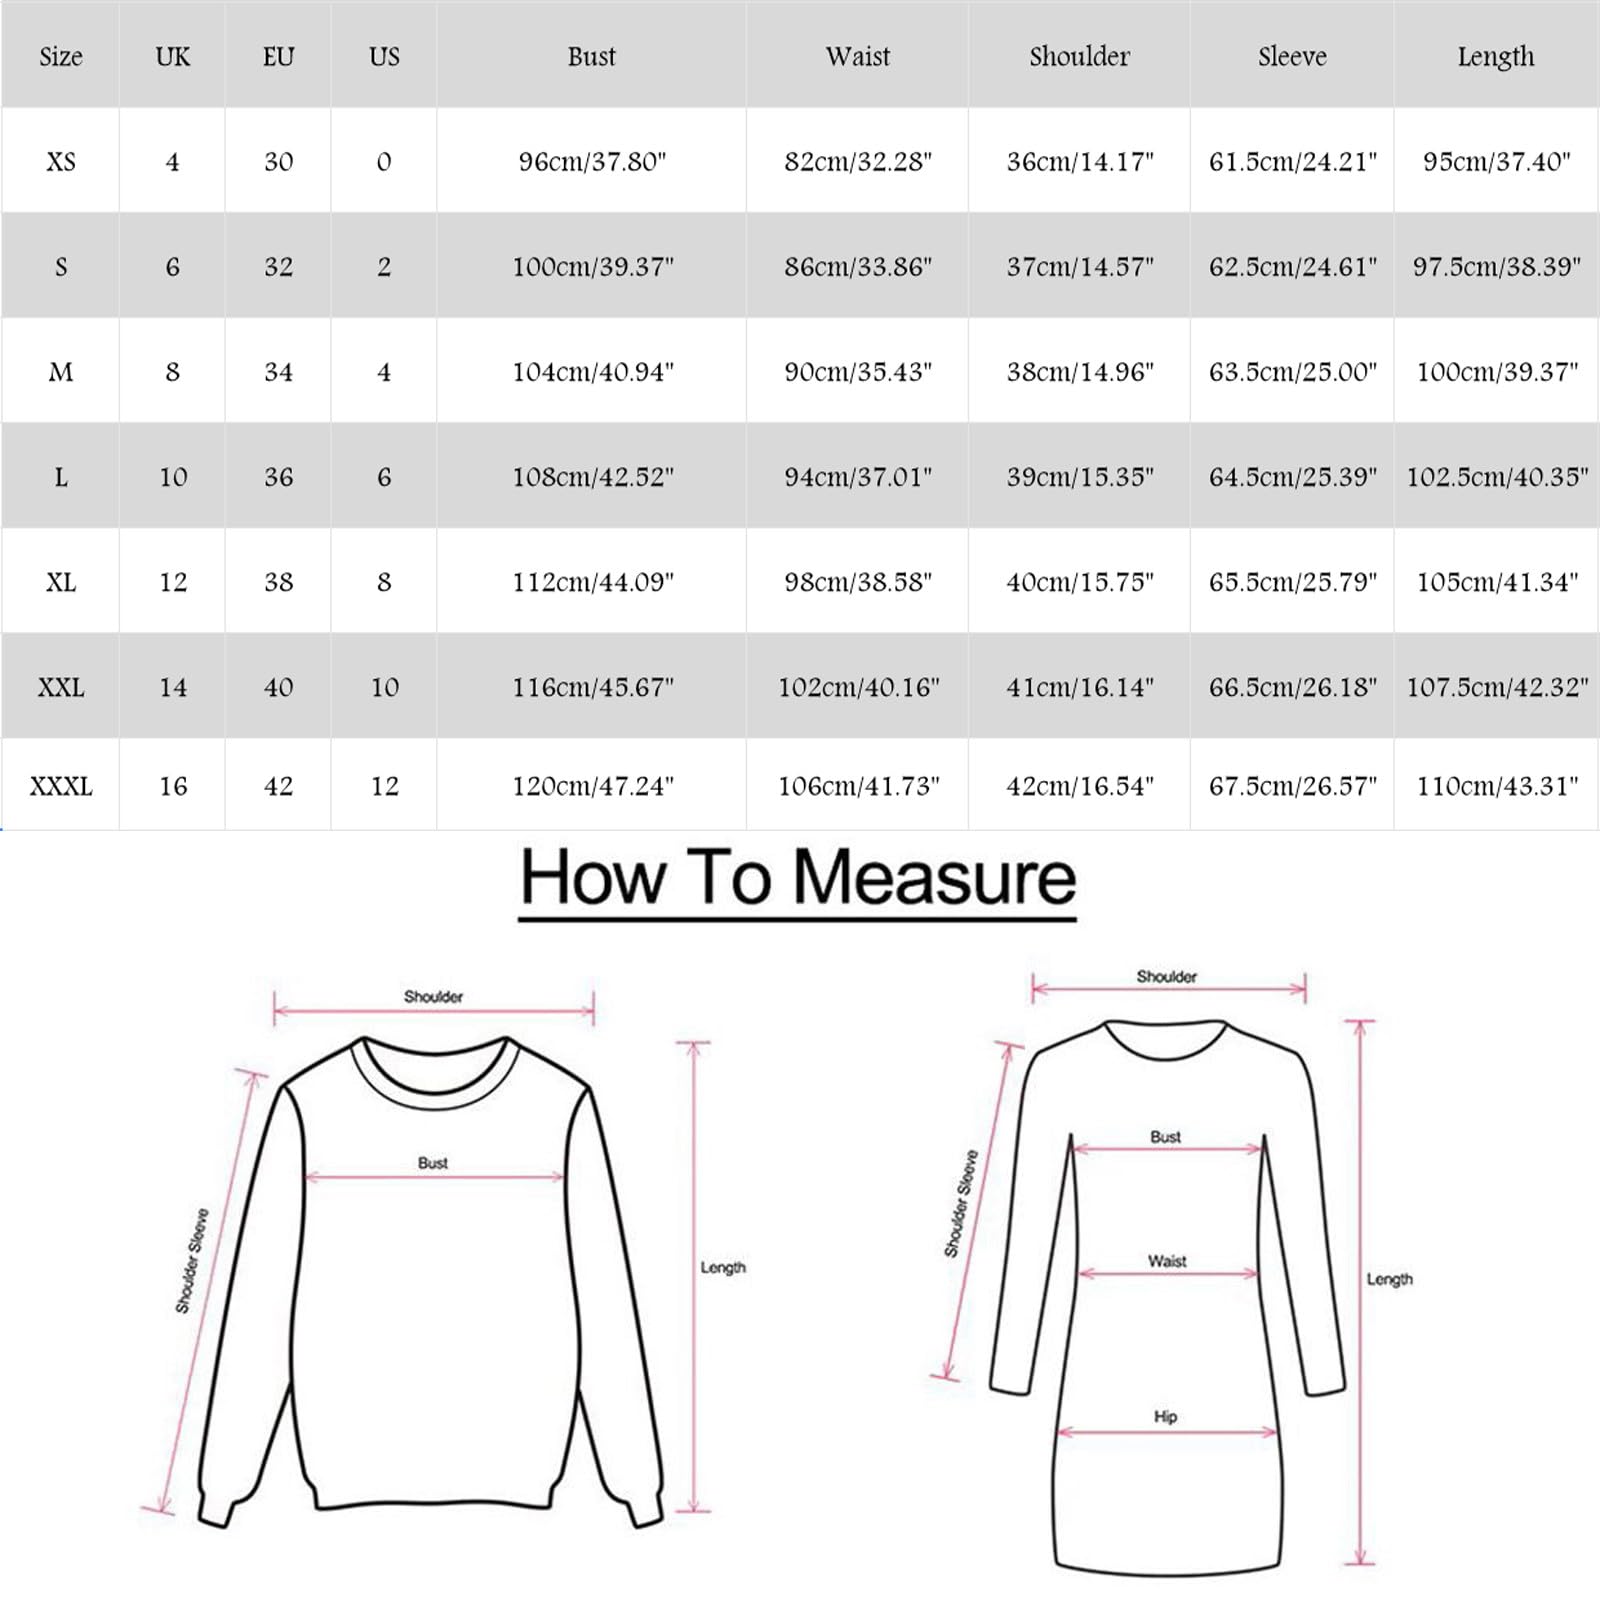 Size UK EU US Bust Waist Shoulder Sleeve Length
XS 4 30 0 96cm/37.80" 82cm/32.28" 36cm/14.17" 61.5cm/24.21" 95cm/37.40"
S 6 32 2 100cm/39.37" 86cm/33.86" 37cm/14.57" 62.5cm/24.61" 97.5cm/38.39"
M 8 34 4 104cm/40.94" 90cm/35.43" 38cm/14.96" 63.5cm/25.00" 100cm/39.37"
L 10 36 6 108cm/42.52" 94cm/37.01" 39cm/15.35" 64.5cm/25.39" 102.5cm/40.35"
XL 12 38 8 112cm/44.09" 98cm/38.58" 40cm/15.75" 65.5cm/25.79" 105cm/41.34"
XXL 14 40 10 116cm/45.67" 102cm/40.16" 41cm/16.14" 66.5cm/26.18" 107.5cm/42.32"
XXXL 16 42 12 120cm/47.24" 106cm/41.73" 42cm/16.54" 67.5cm/26.57" 110cm/43.31"
How To Measure
Shoulder
Bust
Shoulder Sleeve
Length
Shoulder
Bust
Shoulder Sleeve
Waist
Length
Hip